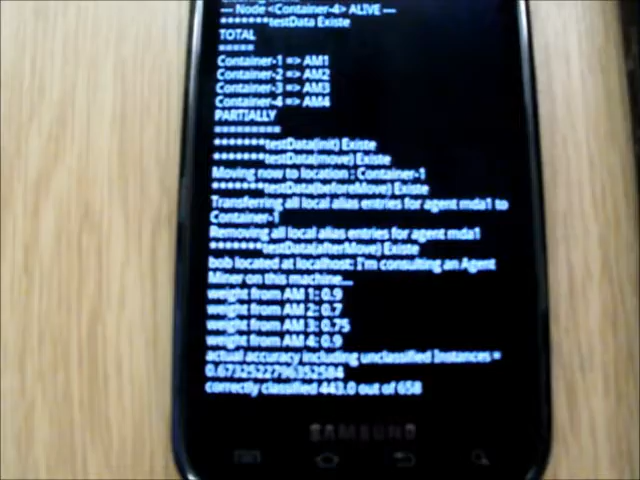 --- Node <Container-4> ALIVE ---
*******testData Existe
TOTAL
=====
Container-1 => AM1
Container-2 => AM2
Container-3 => AM3
Container-4 => AM4
PARTIALLY
=========
*******testData(init) Existe
*******testData(move) Existe
Moving now to location : Container-1
*******testData(beforeMove) Existe
Transferring all local alias entries for agent mda1 to
Container-1
Removing all local alias entries for agent mda1
*******testData(afterMove) Existe
bob located at localhost: I'm consulting an Agent
Miner on this machine...
weight from AM 1: 0.9
weight from AM 2: 0.7
weight from AM 3: 0.75
weight from AM 4: 0.9
actual accuracy including unclassified Instances =
0.6732522796352584
correctly classified 443.0 out of 658
SAMSUNG